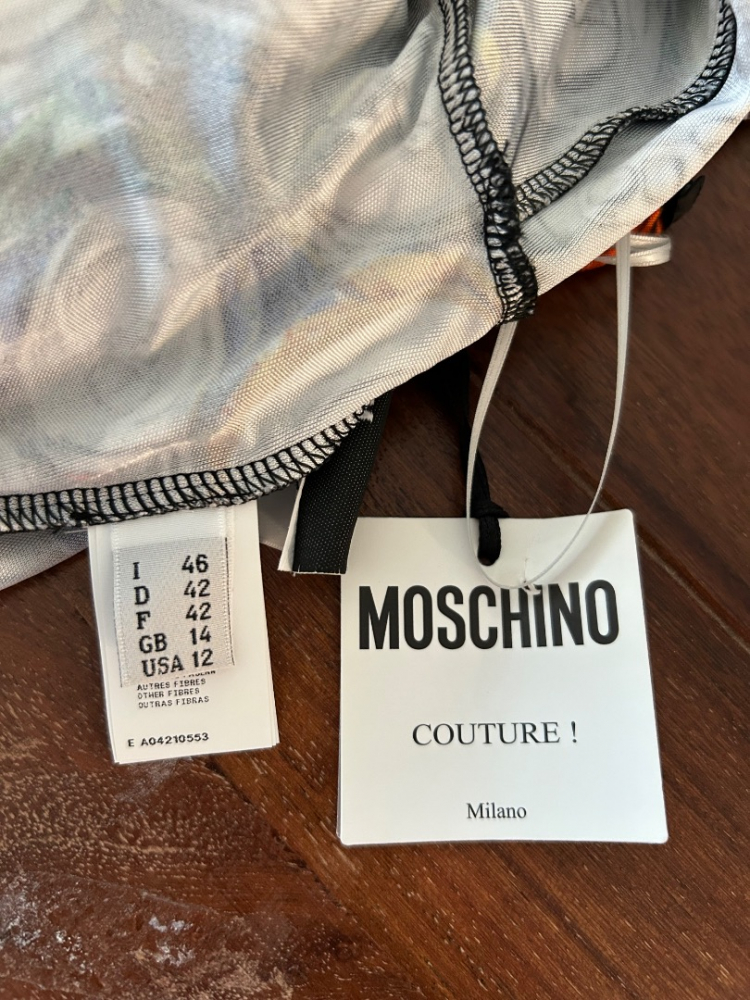 I 46
D 42
F 42
GB 14
USA 12
AUTRES FIBRES
OTHER FIBRES
OUTRAS FIBRAS
E A04210553
MOSCHINO
COUTURE !
Milano